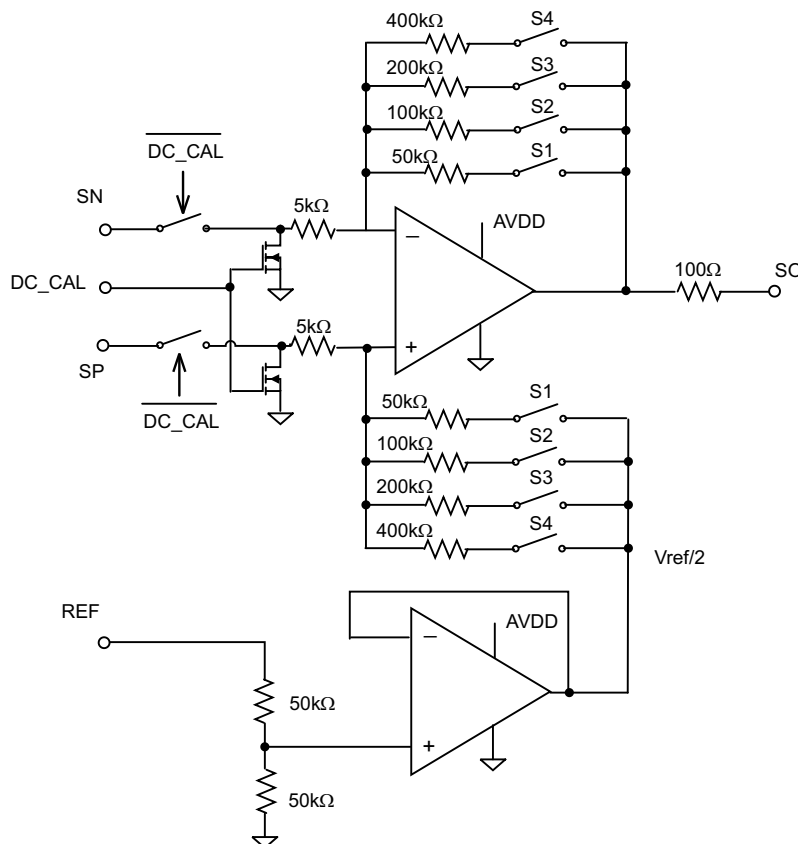 400kΩ
S4
200kΩ
S3
100kΩ
S2
50kΩ
S1
DC_CAL
SN
5kΩ
−
AVDD
DC_CAL
100Ω
SO
5kΩ
+
SP
DC_CAL
50kΩ
S1
100kΩ
S2
200kΩ
S3
400kΩ
S4
Vref/2
REF
−
AVDD
50kΩ
+
50kΩ